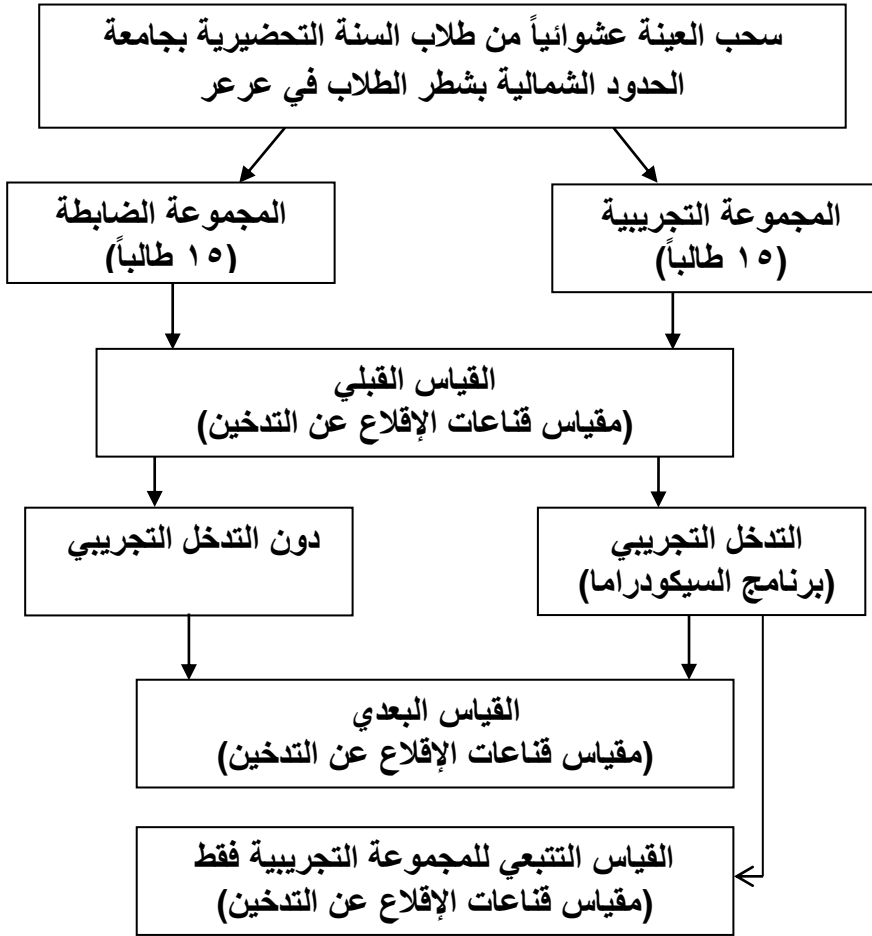 سحب العينة عشوائياً من طلاب السنة التحضيرية بجامعة
الحدود الشمالية بشطر الطلاب في عرعر
المجموعة التجريبية
(١٥ طالباً)
المجموعة الضابطة
(١٥ طالباً)
القياس القبلي
(مقياس قناعات الإقلاع عن التدخين)
التدخل التجريبي
(برنامج السيكودراما)
دون التدخل التجريبي
القياس البعدي
(مقياس قناعات الإقلاع عن التدخين)
القياس التتبعي للمجموعة التجريبية فقط
(مقياس قناعات الإقلاع عن التدخين)